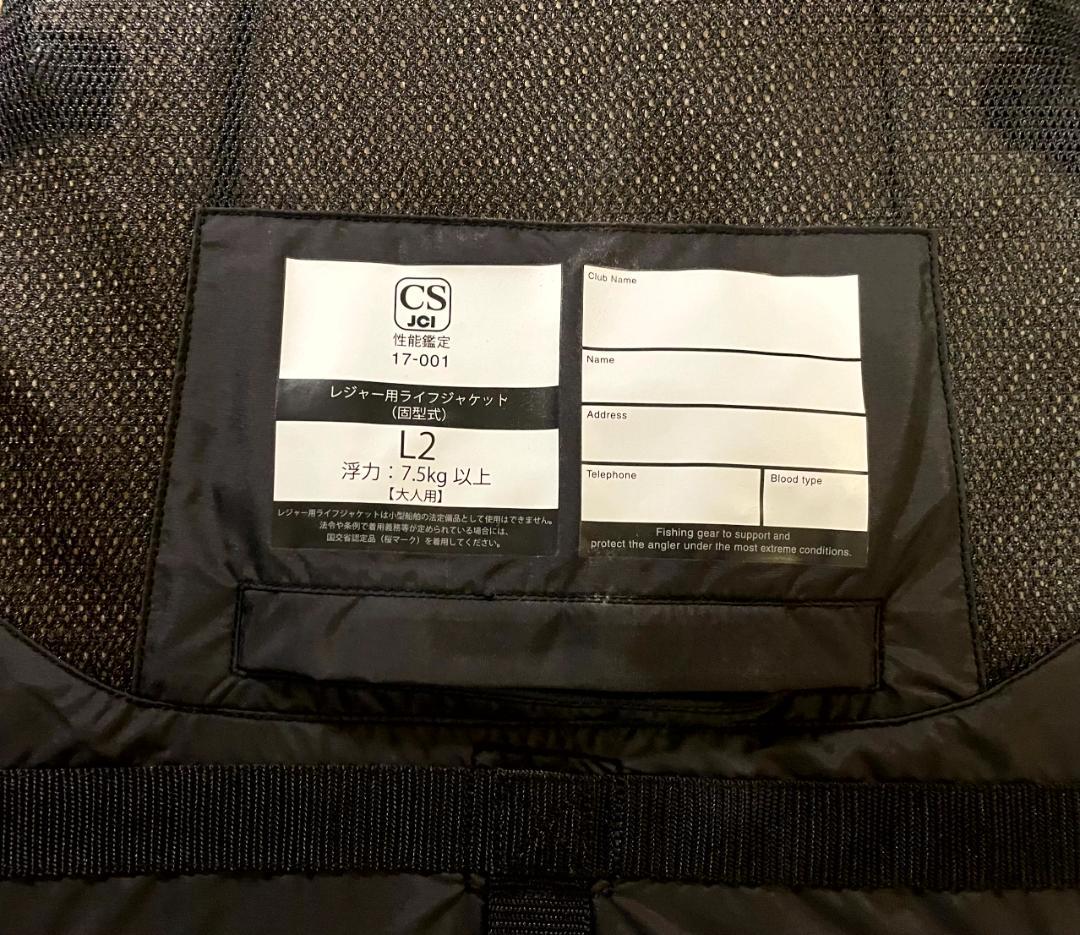 CS
JCI
性能鑑定
17-001
レジャー用ライフジャケット
(固型式)
L2
浮力：7.5kg 以上
【大人用】
レジャー用ライフジャケットは小型船舶の法定備品として使用はできません。
法令や条例で着用義務等が定められている場合には、
国交省認定品（桜マーク）を着用してください。
Club Name
Name
Address
Telephone
Blood type
Fishing gear to support and
protect the angler under the most extreme conditions.